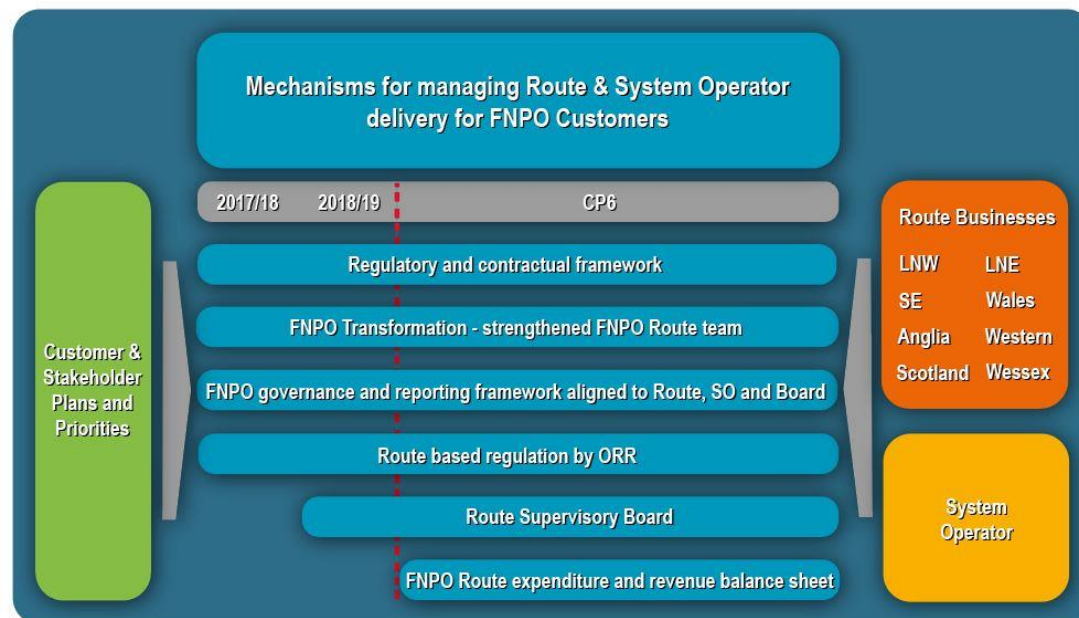 Mechanisms for managing Route & System Operator
delivery for FNPO Customers
2017/18 2018/19 CP6
Regulatory and contractual framework
FNPO Transformation - strengthened FNPO Route team
FNPO governance and reporting framework aligned to Route, SO and Board
Route based regulation by ORR
Route Supervisory Board
FNPO Route expenditure and revenue balance sheet
Customer &
Stakeholder
Plans and
Priorities
Route Businesses
LNW LNE
SE Wales
Anglia Western
Scotland Wessex
System
Operator